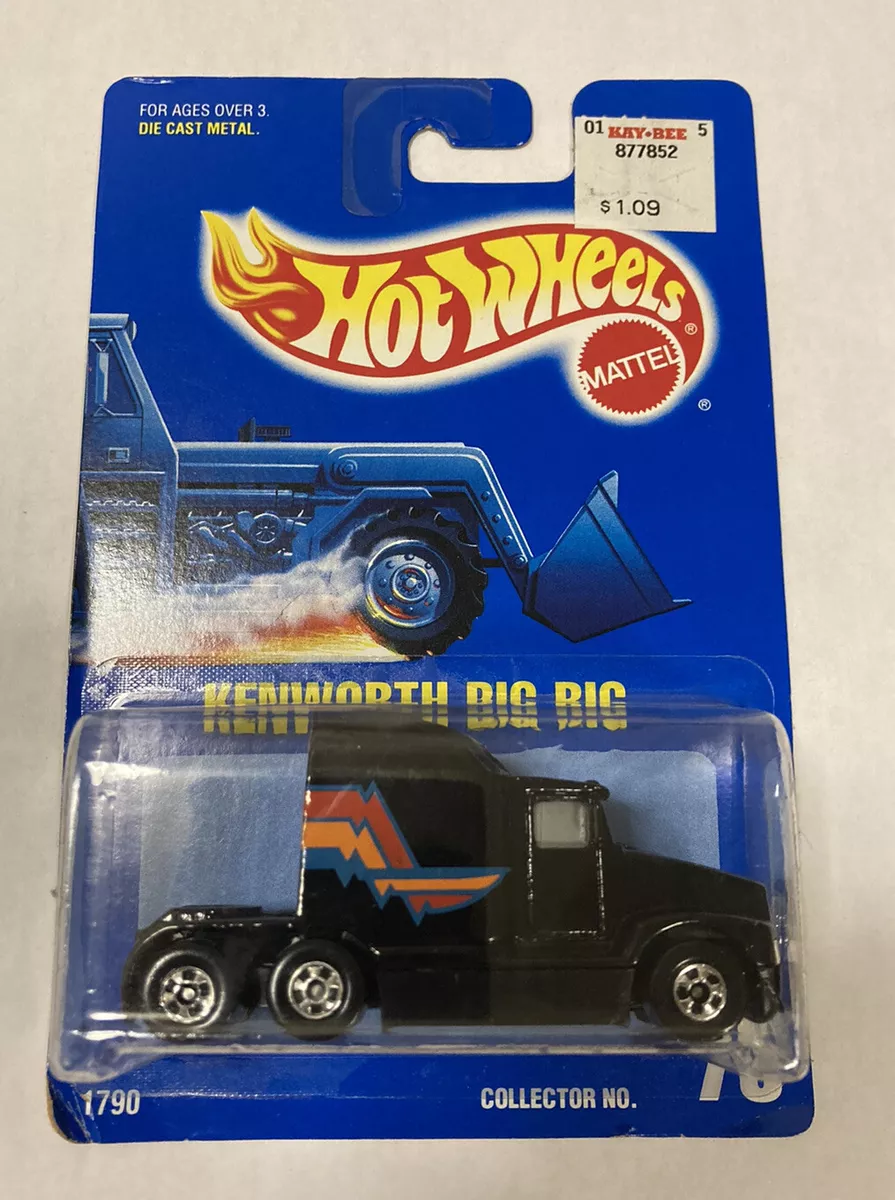 FOR AGES OVER 3.
DIE CAST METAL.
01 KAY•BEE 5
877852
$1.09
HOT WHEELS®
MATTEL
®
KENWORTH BIG BIG
1790
COLLECTOR NO.